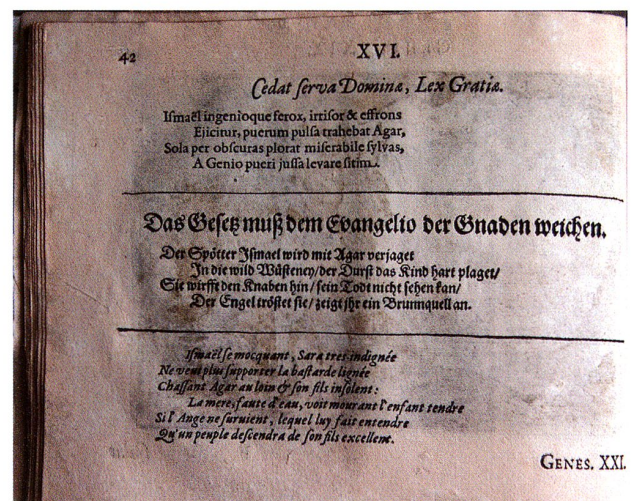 42
XVI.
Cedat serva Dominæ, Lex Gratiæ.
Iſmaël ingenioque ferox, irriſor & effrons
Ejicitur, puerum pulſa trahebat Agar,
Sola per obſcuras plorat miſerabile ſylvas,
A Genio pueri juſſa levare ſitim.
Das Geſetz muß dem Evangelio der Gnaden weichen.
Der Spötter Iſmael wird mit Agar verjaget
In die wild Wüſteney/ der Durſt das Kind hart plaget/
Sie wirfft den Knaben hin/ ſein Todt nicht ſehen kan/
Der Engel tröſtet ſie/ zeigt jhr ein Brunnquell an.
Iſmaël ſe mocquant, Sara tres-indignée
Ne veut plus ſupporter la baſtarde lignée
Chaſſant Agar au loin & ſon fils inſolent:
La mere, faute d'eau, voit mourant l'enfant tendre
Si l'Ange ne ſuruient, lequel luy fait entendre
Qu'un peuple deſcendra de ſon fils excellent.
GENES. XXI.